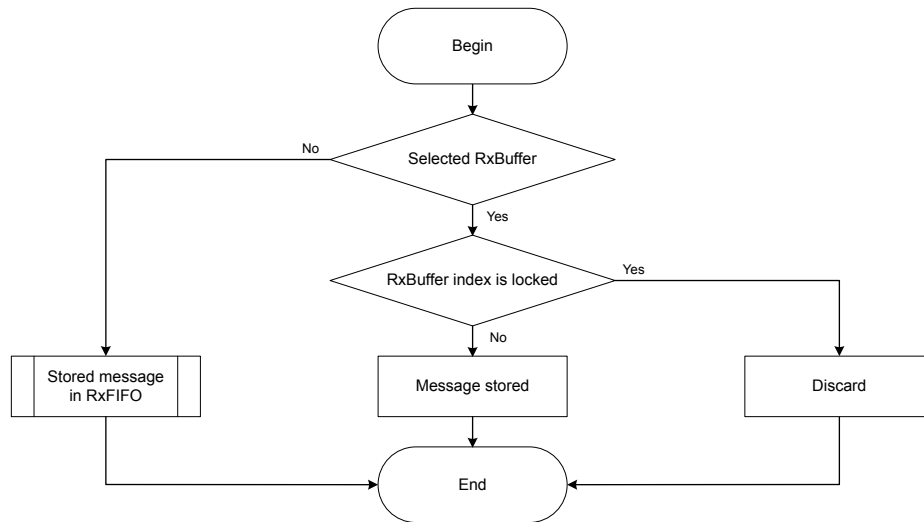 Begin
Selected RxBuffer
No
Yes
RxBuffer index is locked
Yes
No
Stored message
in RxFIFO
Message stored
Discard
End